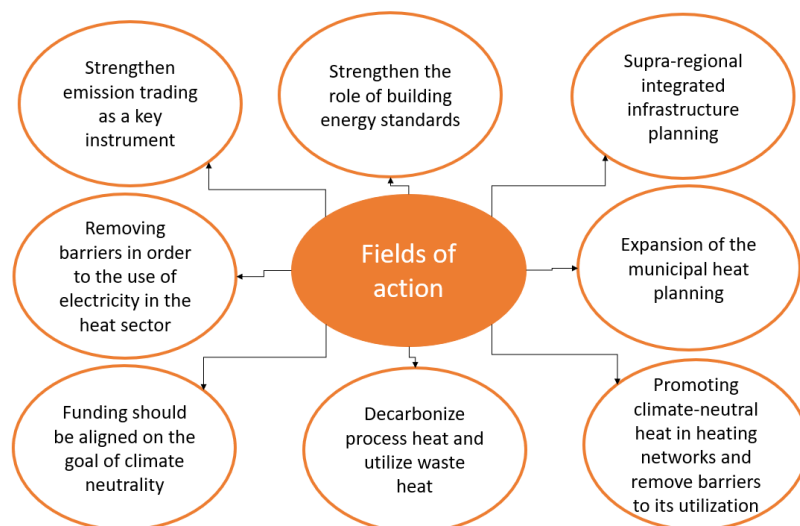 Strengthen
emission trading
as a key
instrument
Strengthen the
role of building
energy standards
Supra-regional
integrated
infrastructure
planning
Removing
barriers in order
to the use of
electricity in the
heat sector
Fields of
action
Expansion of the
municipal heat
planning
Funding should
be aligned on the
goal of climate
neutrality
Decarbonize
process heat and
utilize waste
heat
Promoting
climate-neutral
heat in heating
networks and
remove barriers
to its utilization